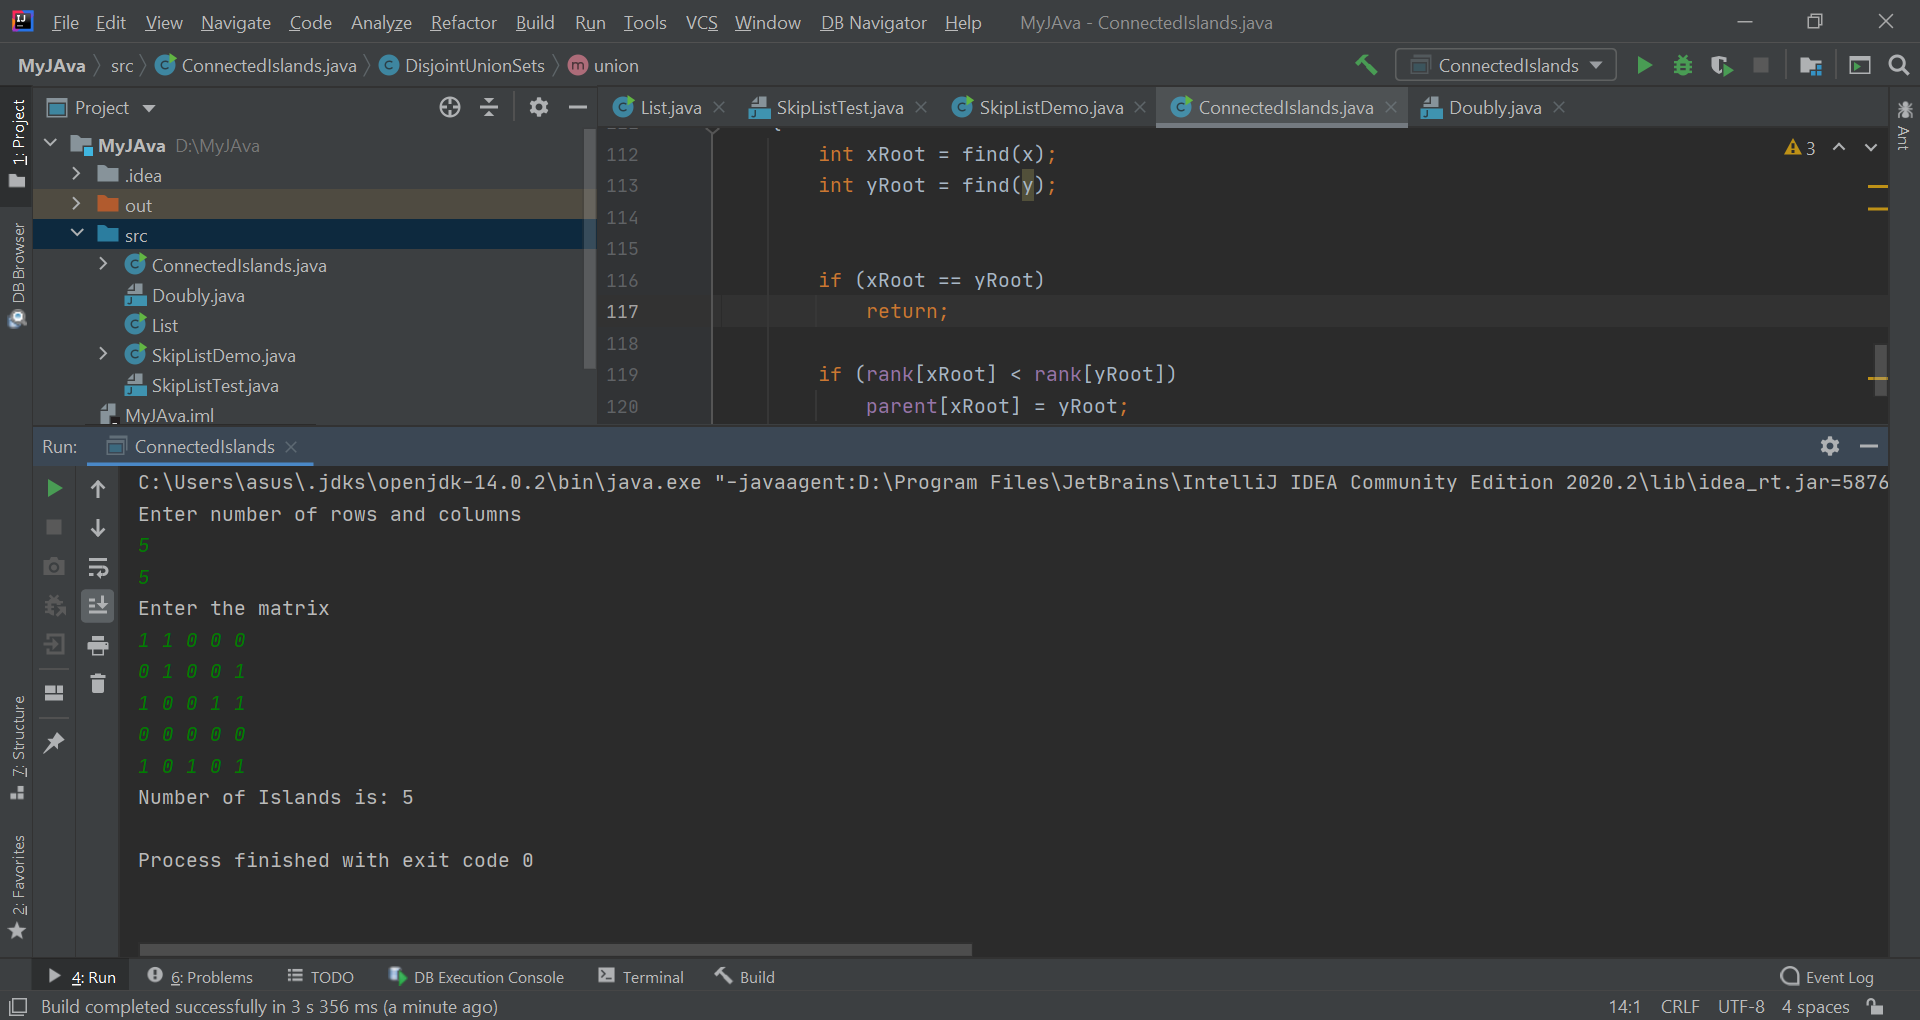 File Edit View Navigate Code Analyze Refactor Build Run Tools VCS Window DB Navigator Help MyJAva - ConnectedIslands.java
MyJAva src ConnectedIslands.java DisjointUnionSets union ConnectedIslands
Project
List.java SkipListTest.java SkipListDemo.java ConnectedIslands.java Doubly.java
1: Project
DB Browser
7: Structure
2: Favorites
Ant
MyJAva D:\MyJAva
.idea
out
src
ConnectedIslands.java
Doubly.java
List
SkipListDemo.java
SkipListTest.java
MyJAva.iml
3
112 int xRoot = find(x);
113 int yRoot = find(y);
114
115
116 if (xRoot == yRoot)
117 return;
118
119 if (rank[xRoot] < rank[yRoot])
120 parent[xRoot] = yRoot;
Run: ConnectedIslands
C:\Users\asus\.jdks\openjdk-14.0.2\bin\java.exe "-javaagent:D:\Program Files\JetBrains\IntelliJ IDEA Community Edition 2020.2\lib\idea_rt.jar=5876
Enter number of rows and columns
5
5
Enter the matrix
1 1 0 0 0
0 1 0 0 1
1 0 0 1 1
0 0 0 0 0
1 0 1 0 1
Number of Islands is: 5
Process finished with exit code 0
4: Run 6: Problems TODO DB Execution Console Terminal Build Event Log
Build completed successfully in 3 s 356 ms (a minute ago) 14:1 CRLF UTF-8 4 spaces